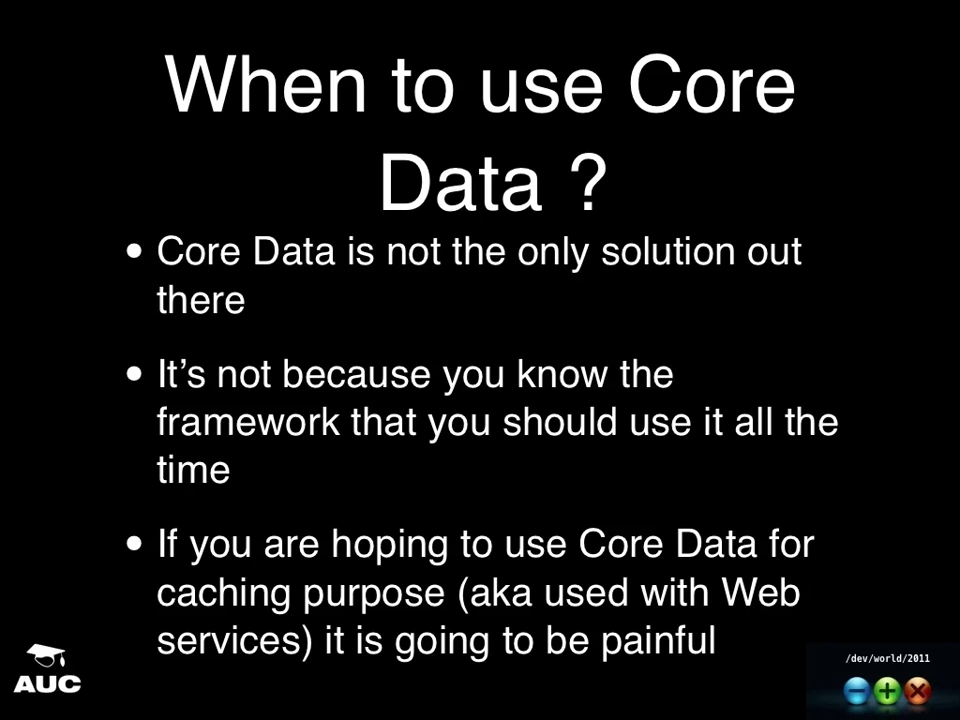 When to use Core
Data ?
• Core Data is not the only solution out
there
• It’s not because you know the
framework that you should use it all the
time
• If you are hoping to use Core Data for
caching purpose (aka used with Web
services) it is going to be painful
AUC
/dev/world/2011